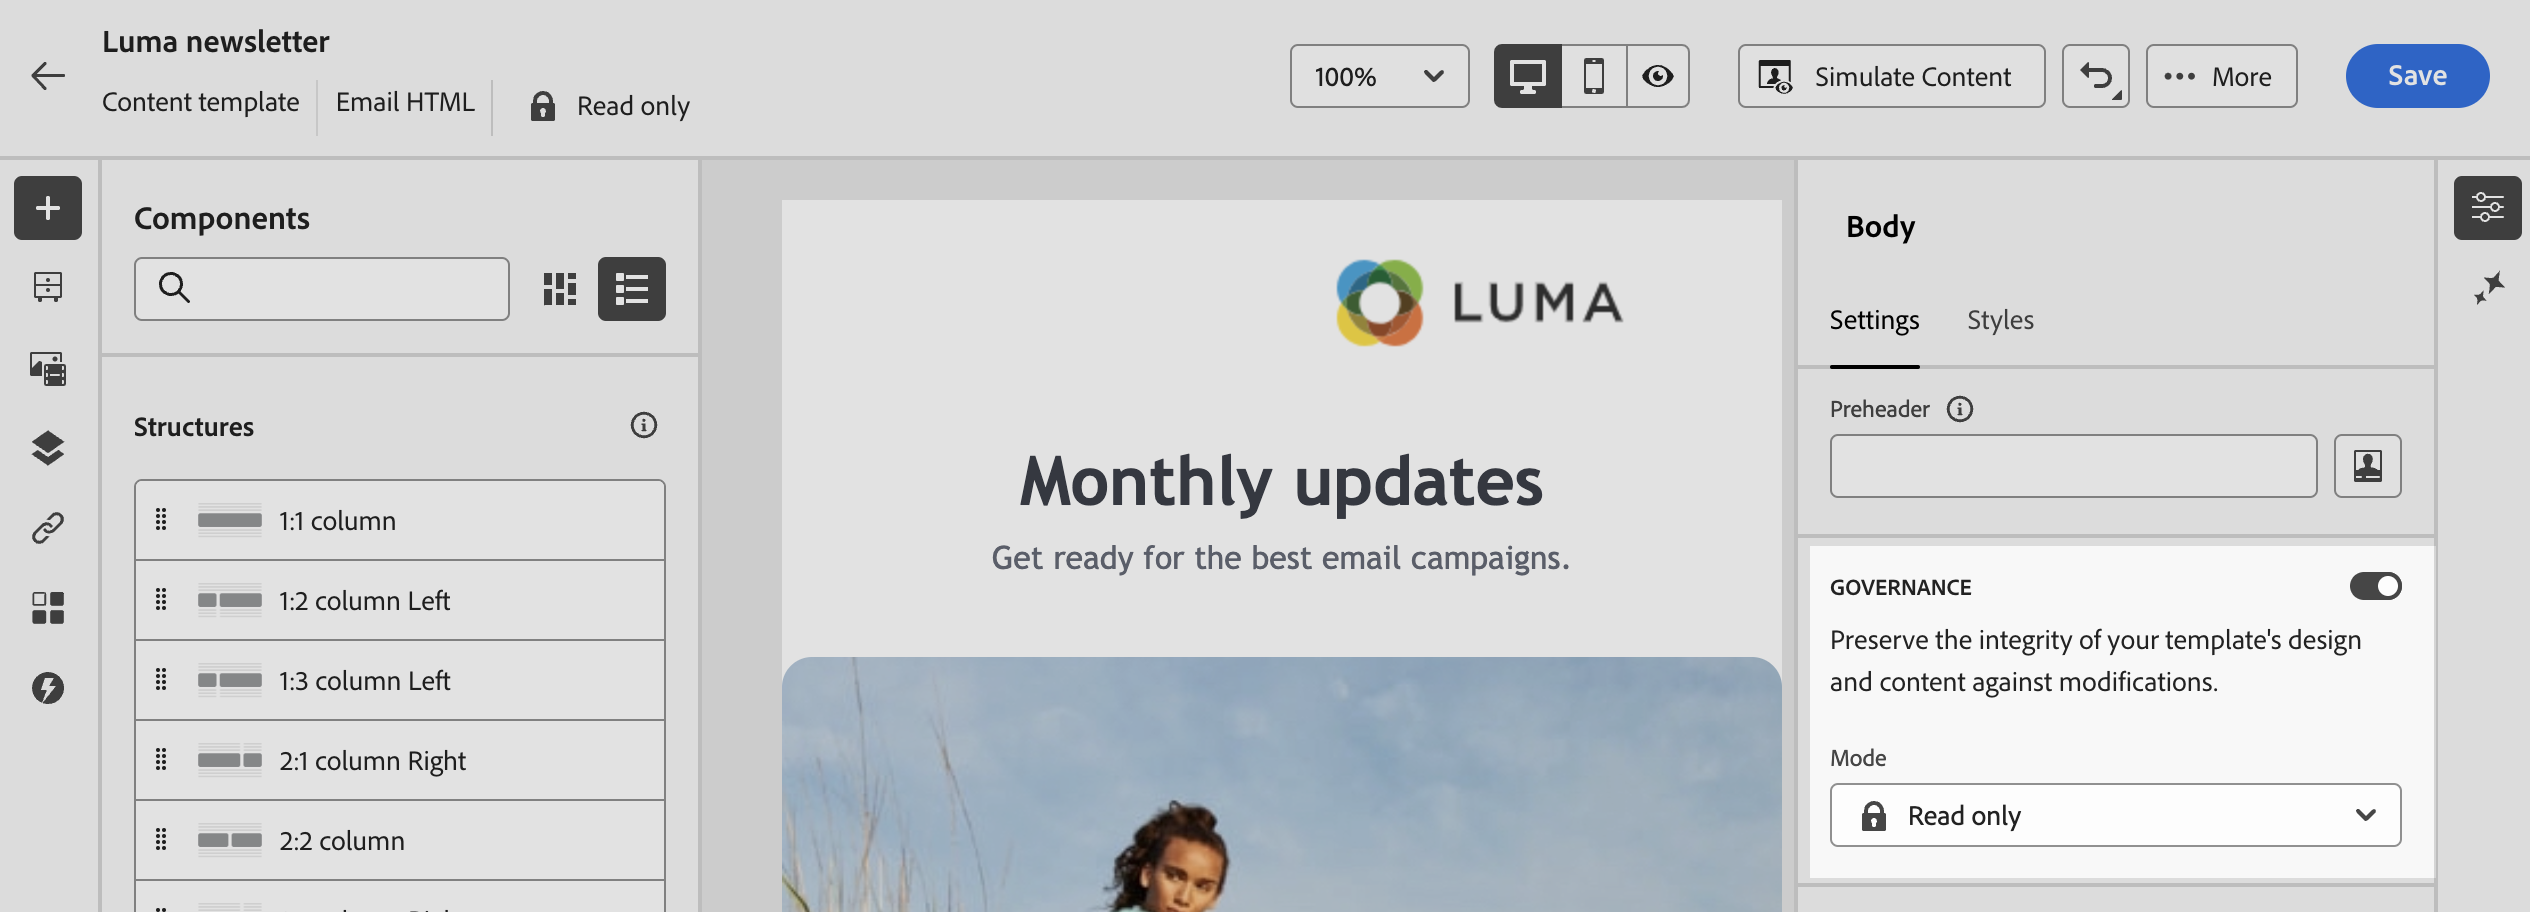 Luma newsletter
Content template
Email HTML
Read only
100%
Simulate Content
More
Save
Components
Structures
1:1 column
1:2 column Left
1:3 column Left
2:1 column Right
2:2 column
LUMA
Monthly updates
Get ready for the best email campaigns.
Body
Settings
Styles
Preheader
GOVERNANCE
Preserve the integrity of your template's design
and content against modifications.
Mode
Read only